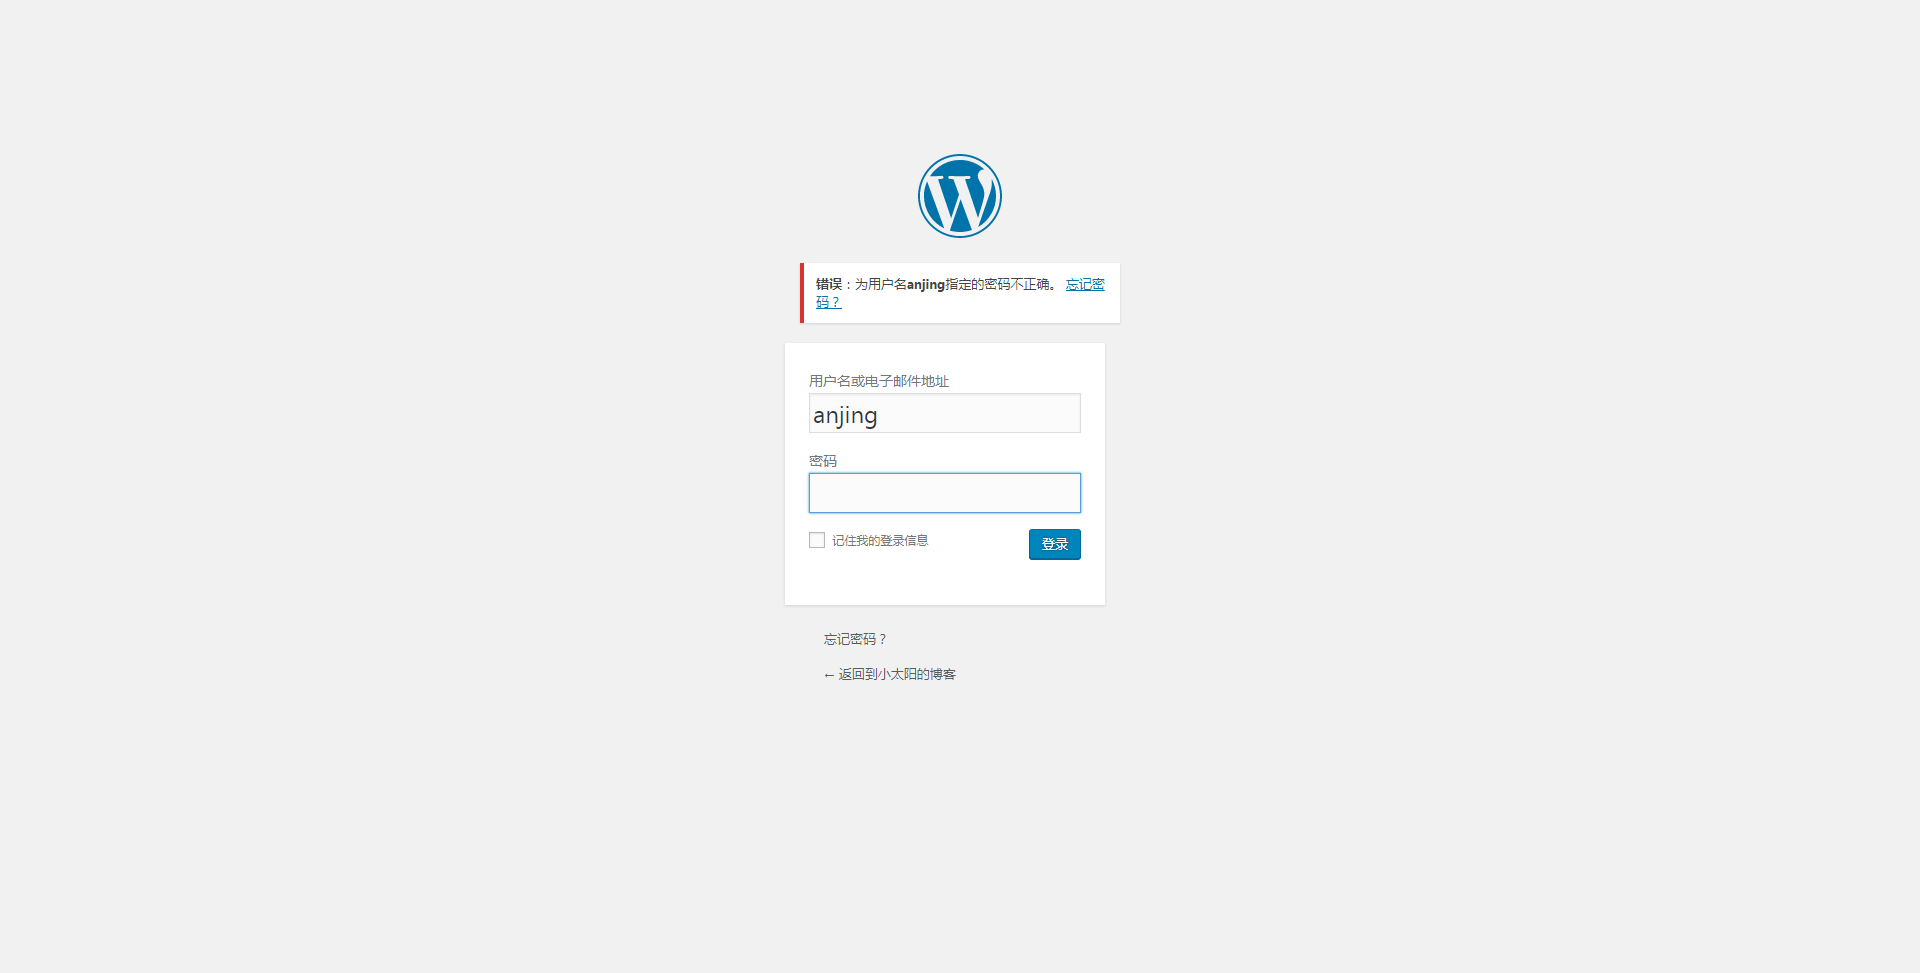 错误：为用户名anjing指定的密码不正确。 忘记密
码？
用户名或电子邮件地址
anjing
密码
记住我的登录信息
登录
忘记密码？
← 返回到小太阳的博客